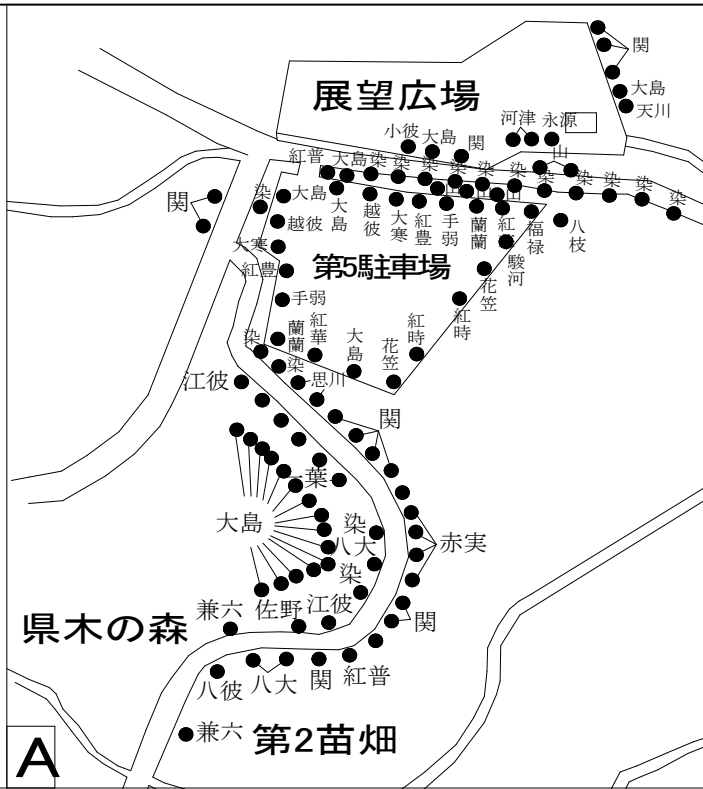 関
展望広場
大島
天川
河津 永源
小彼 大島 関
山
紅普 大島 染 染 染 染 染 染 染 染 染
山 山
関
染 大島
大島 越彼 大寒 紅豊 手弱 蘭蘭 紅華 福禄 八枝
越彼
大寒
駿河
紅豊
第5駐車場
花笠
手弱
紅時
染 蘭蘭 紅華 大島 花笠 紅時
染
思川
江彼
関
一葉
大島
染
八大
赤実
染
兼六 佐野 江彼
関
県木の森
八彼 八大 関 紅普
兼六 第2苗畑
A